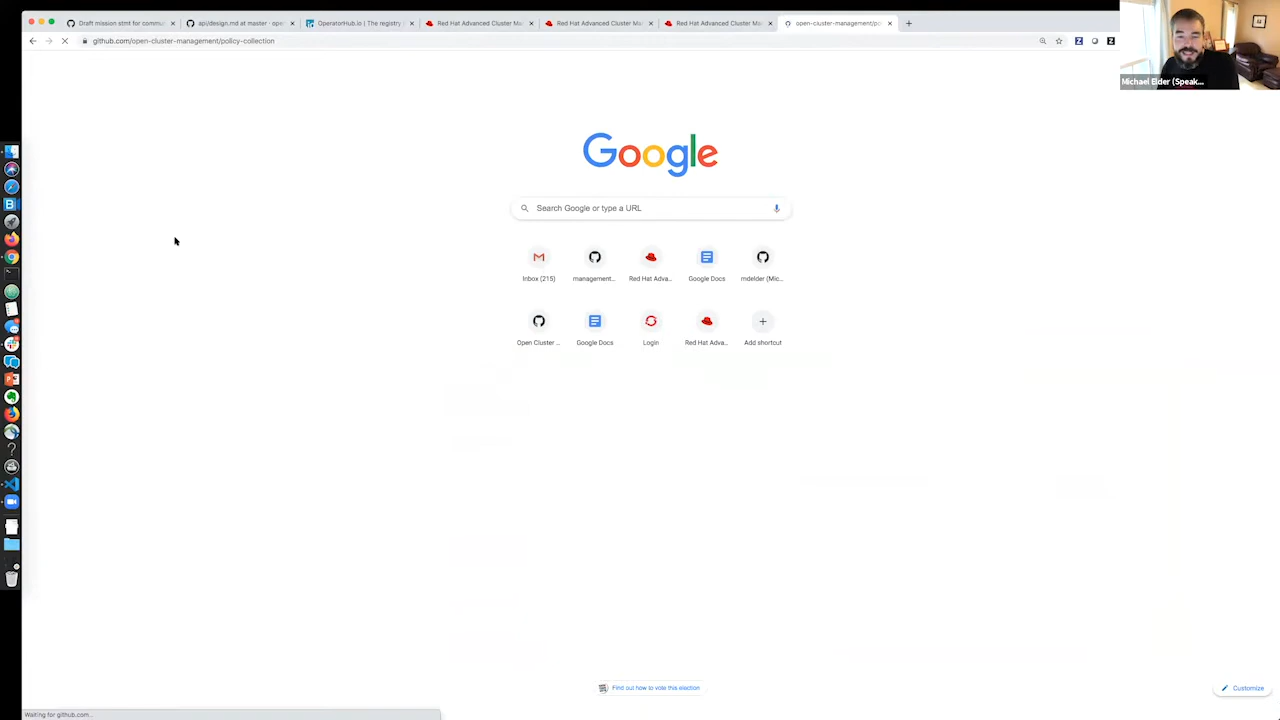 Draft mission stmt for commu
api/design.md at master · open
OperatorHub.io | The registry
Red Hat Advanced Cluster Ma
Red Hat Advanced Cluster Ma
Red Hat Advanced Cluster Ma
open-cluster-management/po
github.com/open-cluster-management/policy-collection
Michael Elder (Speak...
Google
Search Google or type a URL
Inbox (215)
management...
Red Hat Adva...
Google Docs
mdelder (Mic...
Open Cluster ...
Google Docs
Login
Red Hat Adva...
Add shortcut
Find out how to vote this election
Customize
Waiting for github.com...